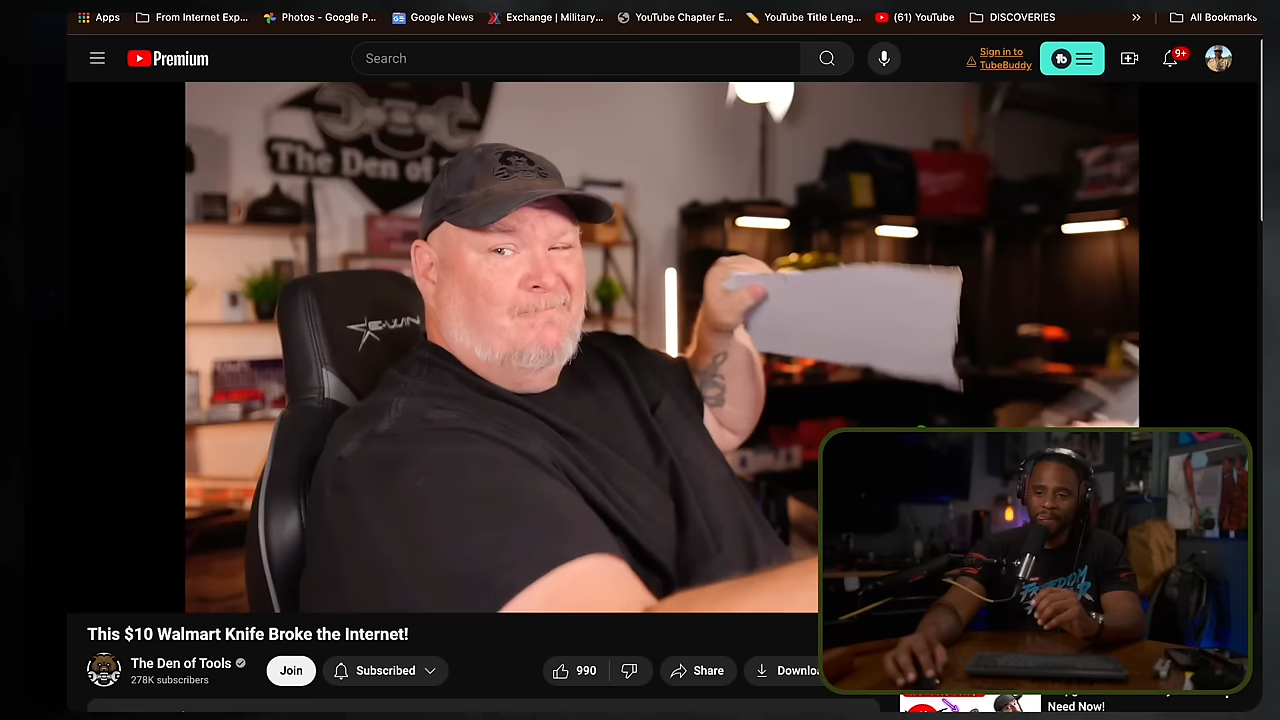 Apps
From Internet Exp...
Photos - Google P...
Google News
Exchange | Military...
YouTube Chapter E...
YouTube Title Leng...
(61) YouTube
DISCOVERIES
»
All Bookmarks
Premium
Search
Sign in to
TubeBuddy
tb
9+
The Den of
E-WIN
This $10 Walmart Knife Broke the Internet!
The Den of Tools
278K subscribers
Join
Subscribed
990
Share
Downlo
Need Now!